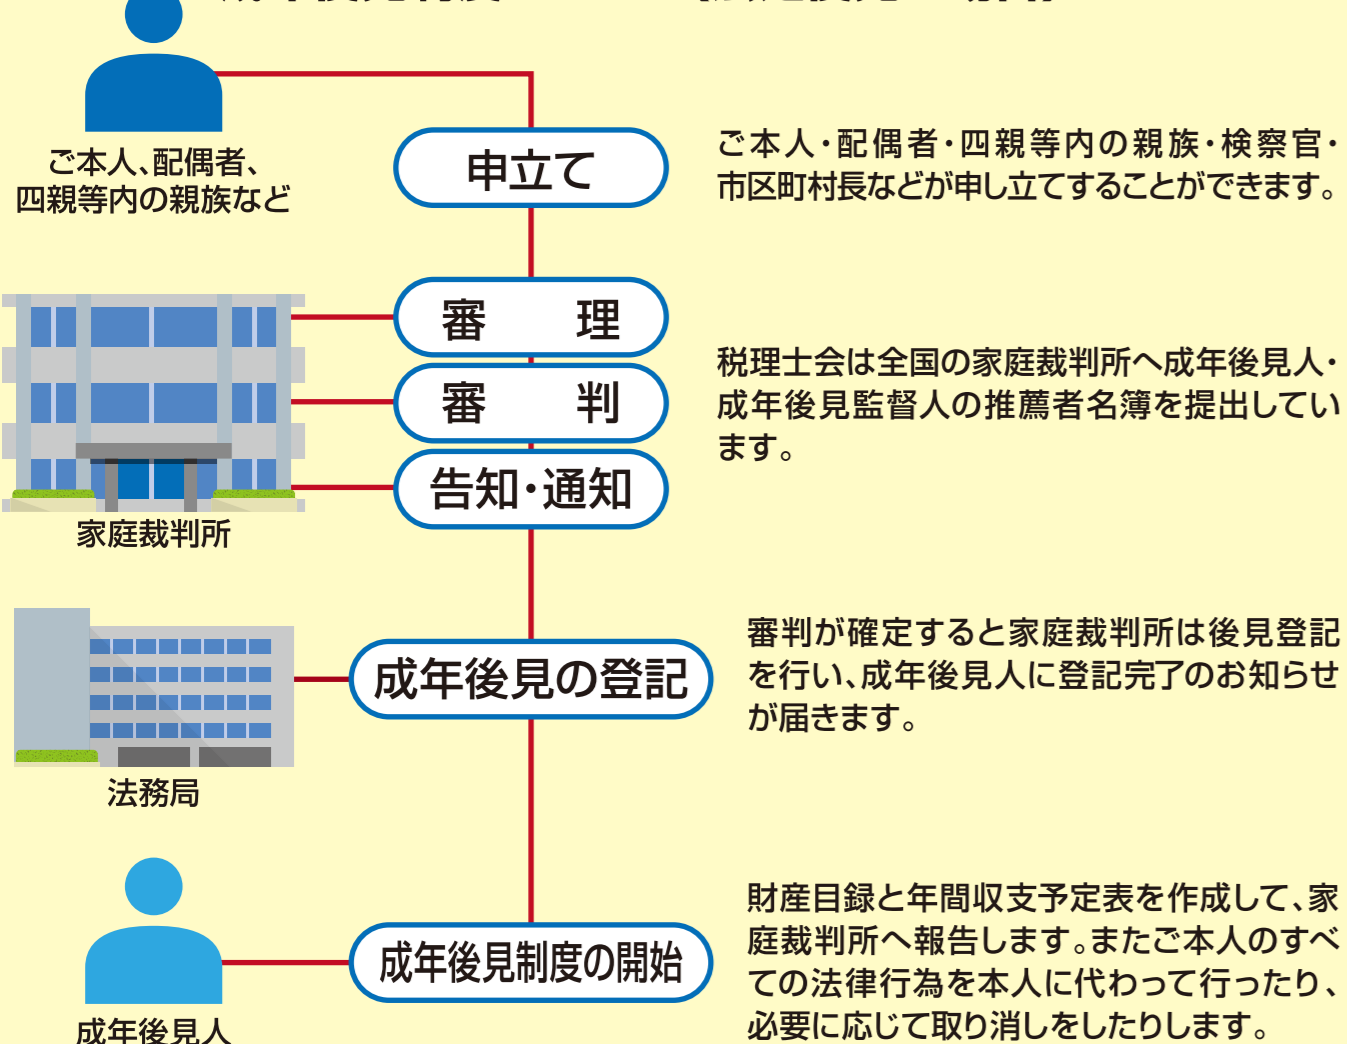 ご本人、配偶者、
四親等内の親族など
申立て
ご本人・配偶者・四親等内の親族・検察官・
市区町村長などが申し立てすることができます。
審　理
審　判
告知・通知
家庭裁判所
税理士会は全国の家庭裁判所へ成年後見人・
成年後見監督人の推薦者名簿を提出してい
ます。
成年後見の登記
法務局
審判が確定すると家庭裁判所は後見登記
を行い、成年後見人に登記完了のお知らせ
が届きます。
成年後見制度の開始
成年後見人
財産目録と年間収支予定表を作成して、家
庭裁判所へ報告します。またご本人のすべ
ての法律行為を本人に代わって行ったり、
必要に応じて取り消しをしたりします。